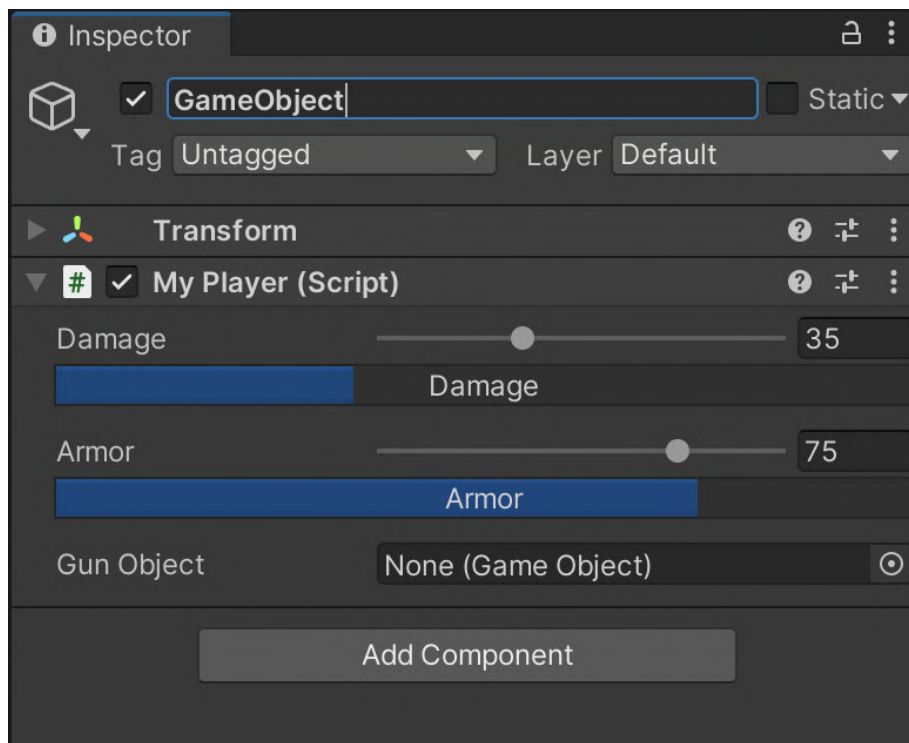 Inspector
GameObject Static
Tag Untagged Layer Default
Transform
# My Player (Script)
Damage 35
Damage
Armor 75
Armor
Gun Object None (Game Object)
Add Component